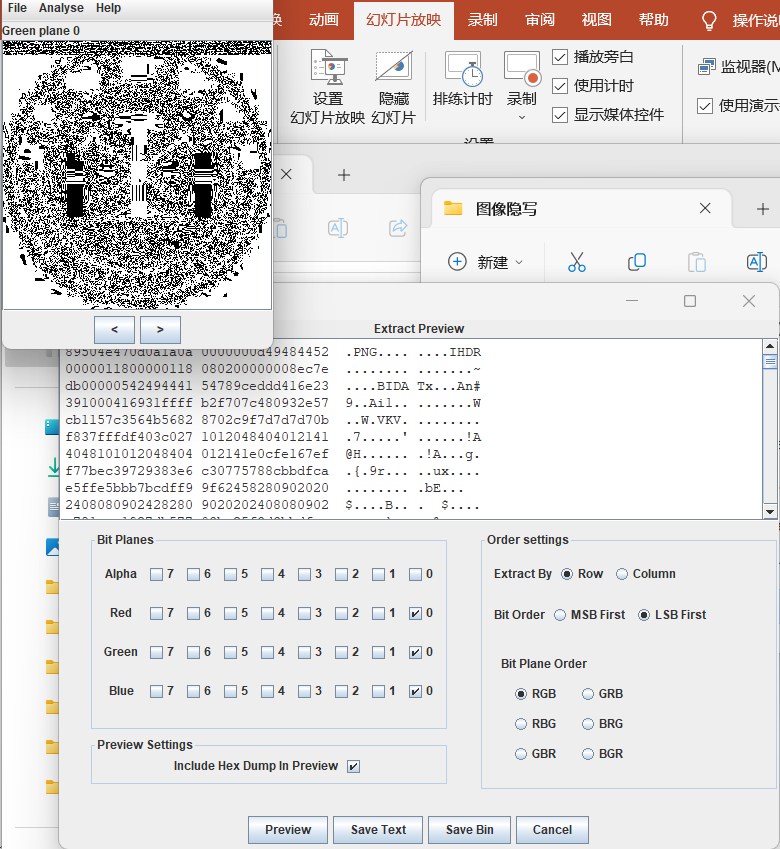 File Analyse Help
Green plane 0
动画 幻灯片放映 录制 审阅 视图 帮助 操作说
设置
幻灯片放映
隐藏
幻灯片
排练计时
录制
播放旁白
使用计时
显示媒体控件
监视器(M
使用演示
图像隐写
新建
< >
Extract Preview
89504e470d0a1a0a 0000000d49484452 .PNG.... ....IHDR
0000011800000118 080200000008ec7e ........ .......~
db00000542494441 54789ceddd416e23 ....BIDA Tx...An#
391000416931ffff b2f707c480932e57 9..Ai1.. .......W
cb1157c3564b5682 8702c9f7d7d7d70b ..W.VKV. ........
f837fffdf403c027 1012048404012141 .7.....' ......!A
4048101012048404 012141e0cfe167ef @H...... .!A...g.
f77bec39729383e6 c30775788cbbdfca .{.9r... ..ux....
e5ffe5bbb7bcdff9 9f62458280902020 ........ .bE...
2408080902428280 9020202408080902 $....B.. . $....
Bit Planes
Alpha 7 6 5 4 3 2 1 0
Red 7 6 5 4 3 2 1 0
Green 7 6 5 4 3 2 1 0
Blue 7 6 5 4 3 2 1 0
Preview Settings
Include Hex Dump In Preview
Order settings
Extract By Row Column
Bit Order MSB First LSB First
Bit Plane Order
RGB GRB
RBG BRG
GBR BGR
Preview Save Text Save Bin Cancel